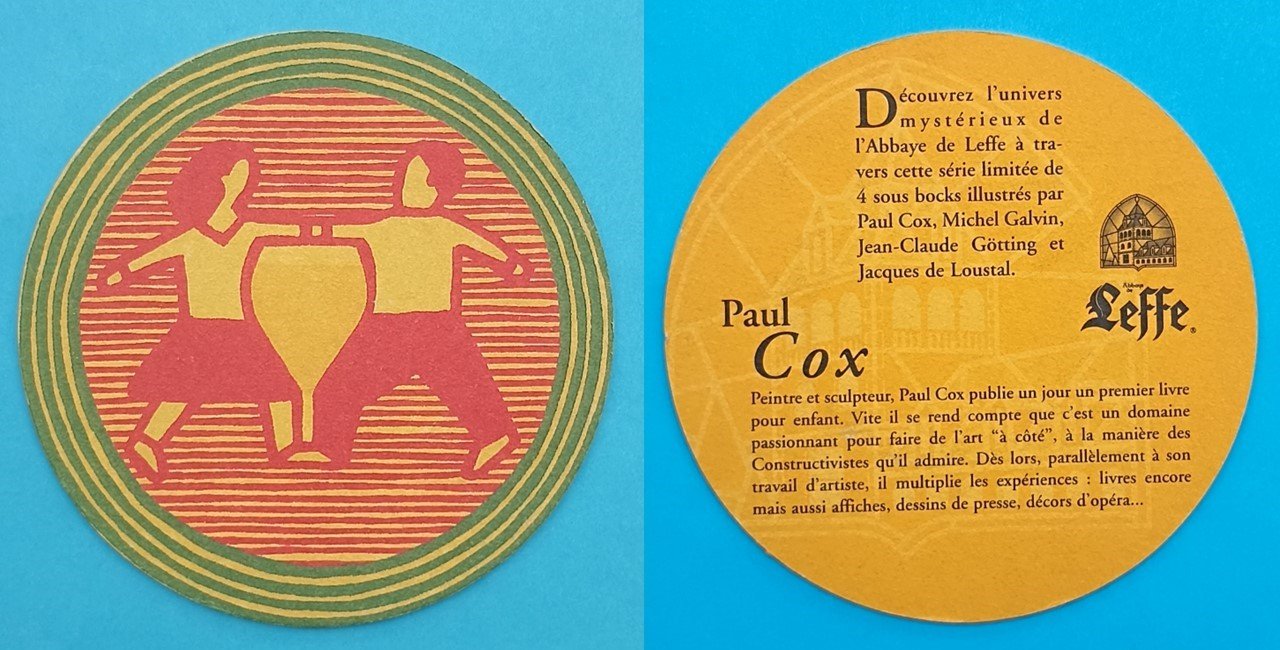 Découvrez l'univers
mystérieux de
l'Abbaye de Leffe à tra-
vers cette série limitée de
4 sous bocks illustrés par
Paul Cox, Michel Galvin,
Jean-Claude Götting et
Jacques de Loustal.
Abbaye
de
Leffe®
Paul
Cox
Peintre et sculpteur, Paul Cox publie un jour un premier livre
pour enfant. Vite il se rend compte que c'est un domaine
passionnant pour faire de l'art "à côté", à la manière des
Constructivistes qu'il admire. Dès lors, parallèlement à son
travail d'artiste, il multiplie les expériences : livres encore
mais aussi affiches, dessins de presse, décors d'opéra...